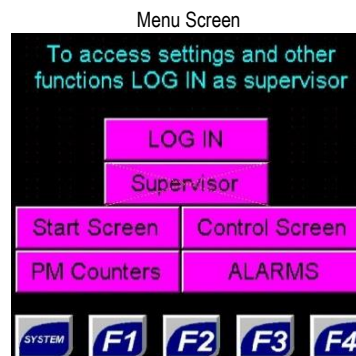 Menu Screen
To access settings and other
functions LOG IN as supervisor
LOG IN
Supervisor
Start Screen Control Screen
PM Counters ALARMS
SYSTEM F1 F2 F3 F4